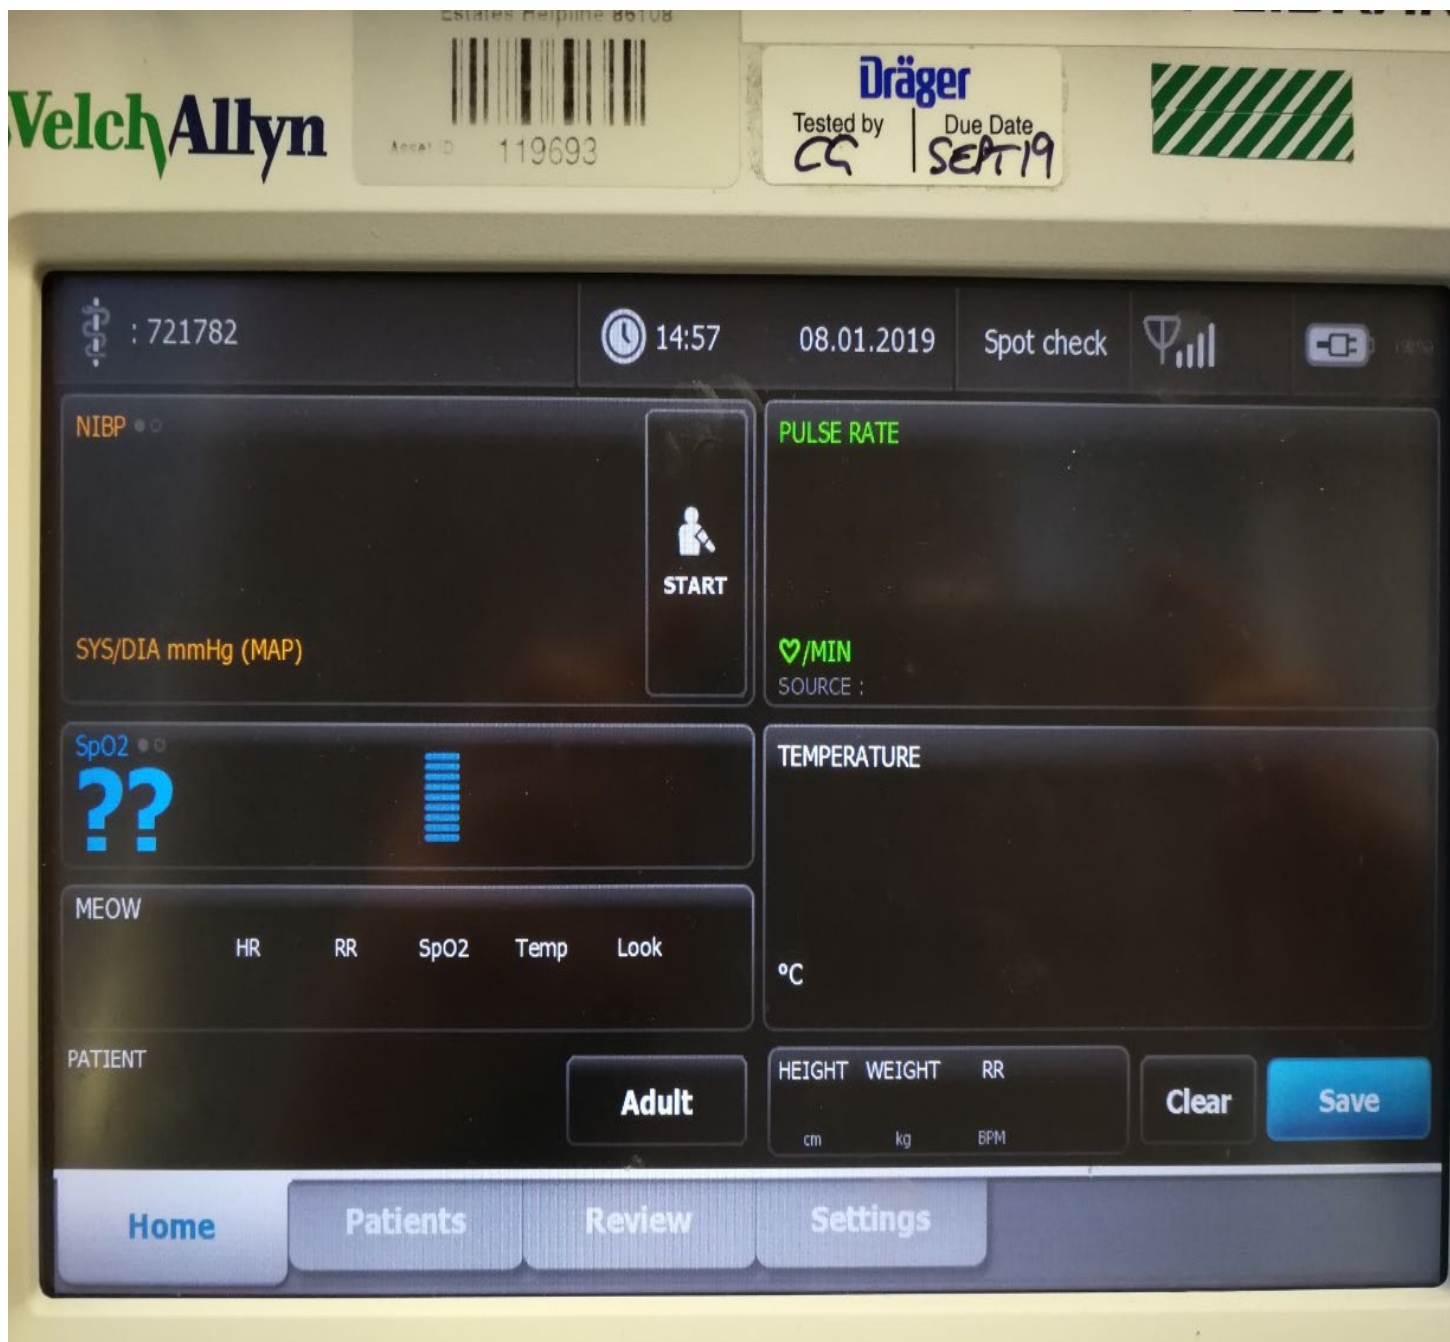 Estates Helpline 86108
Welch Allyn
Asset ID 119693
Dräger
Tested by
CG
Due Date
SEPT 19
: 721782
14:57
08.01.2019
Spot check
NIBP
START
SYS/DIA mmHg (MAP)
PULSE RATE
/MIN
SOURCE :
SpO2
??
TEMPERATURE
°C
MEOW
HR RR SpO2 Temp Look
PATIENT
Adult
HEIGHT WEIGHT RR
cm kg BPM
Clear
Save
Home
Patients
Review
Settings